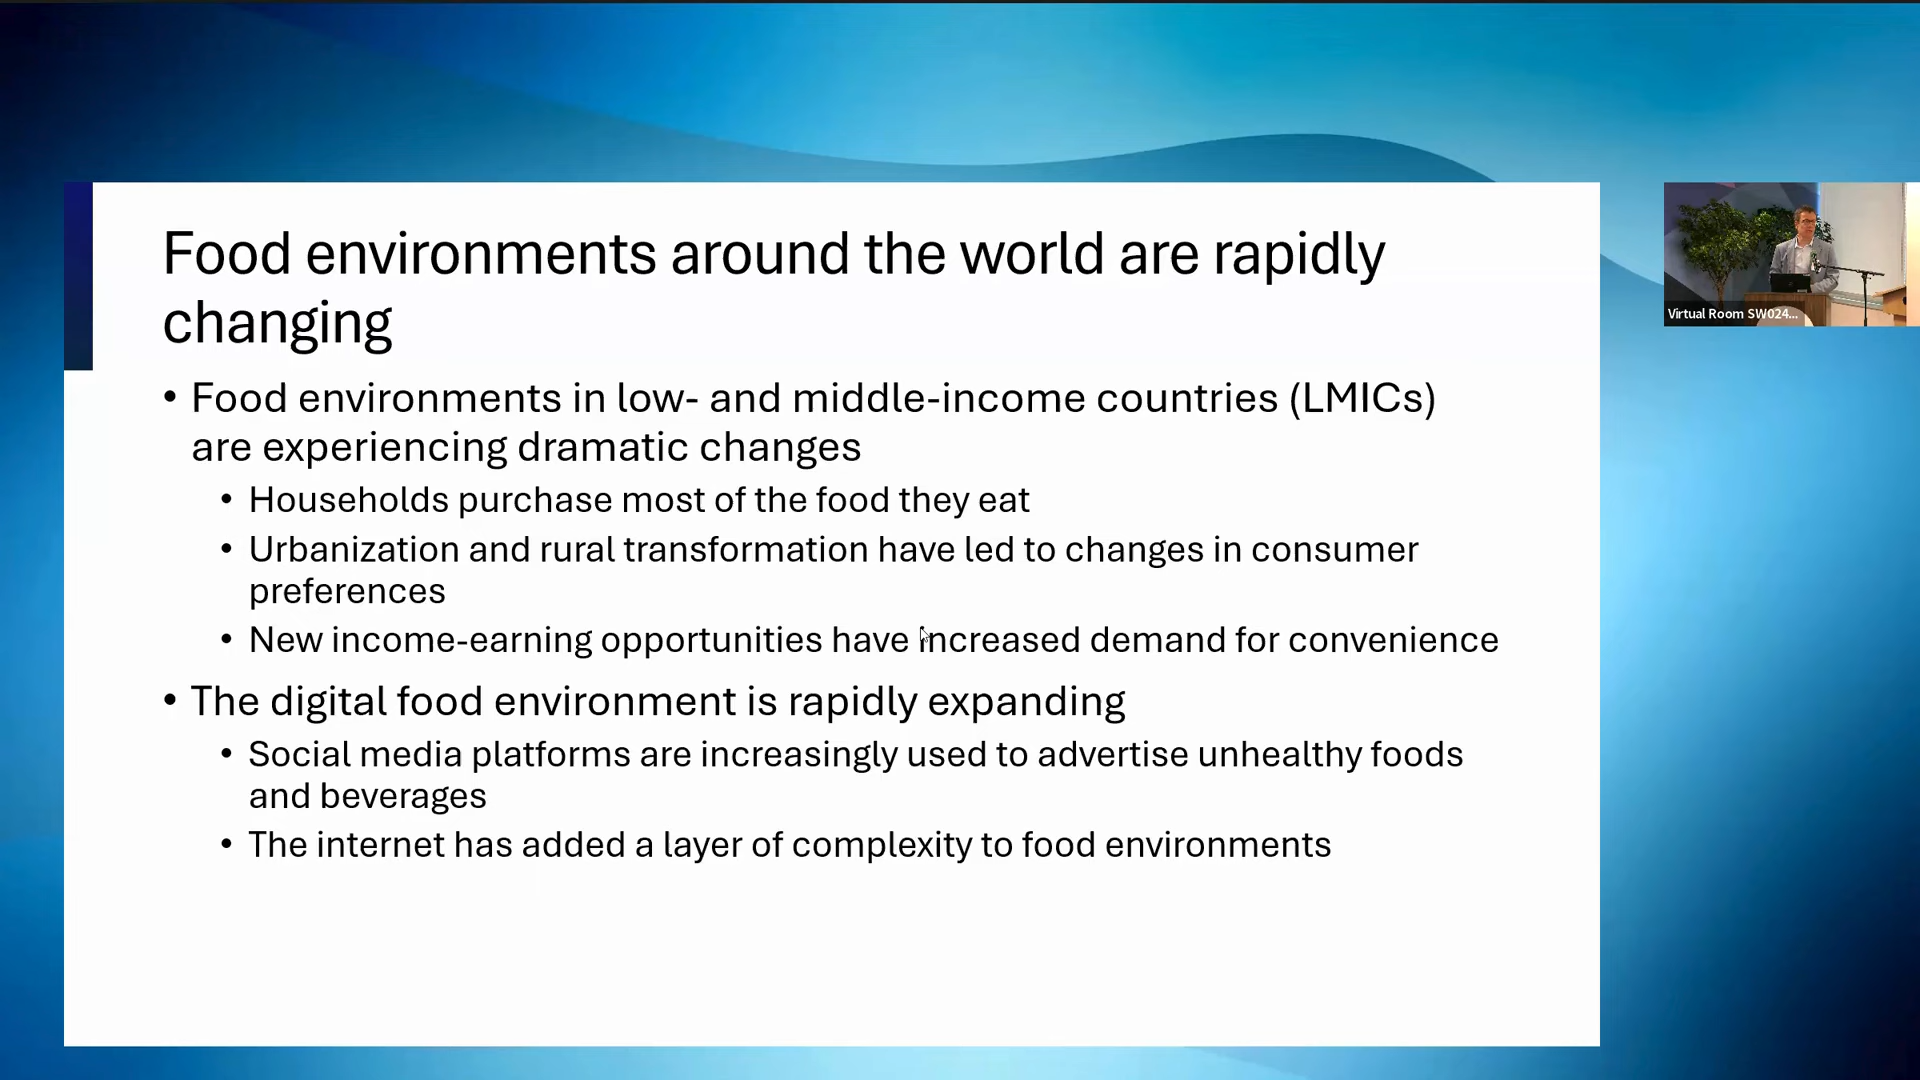 Food environments around the world are rapidly
changing
• Food environments in low- and middle-income countries (LMICs)
are experiencing dramatic changes
• Households purchase most of the food they eat
• Urbanization and rural transformation have led to changes in consumer
preferences
• New income-earning opportunities have increased demand for convenience
• The digital food environment is rapidly expanding
• Social media platforms are increasingly used to advertise unhealthy foods
and beverages
• The internet has added a layer of complexity to food environments
Virtual Room SW024...